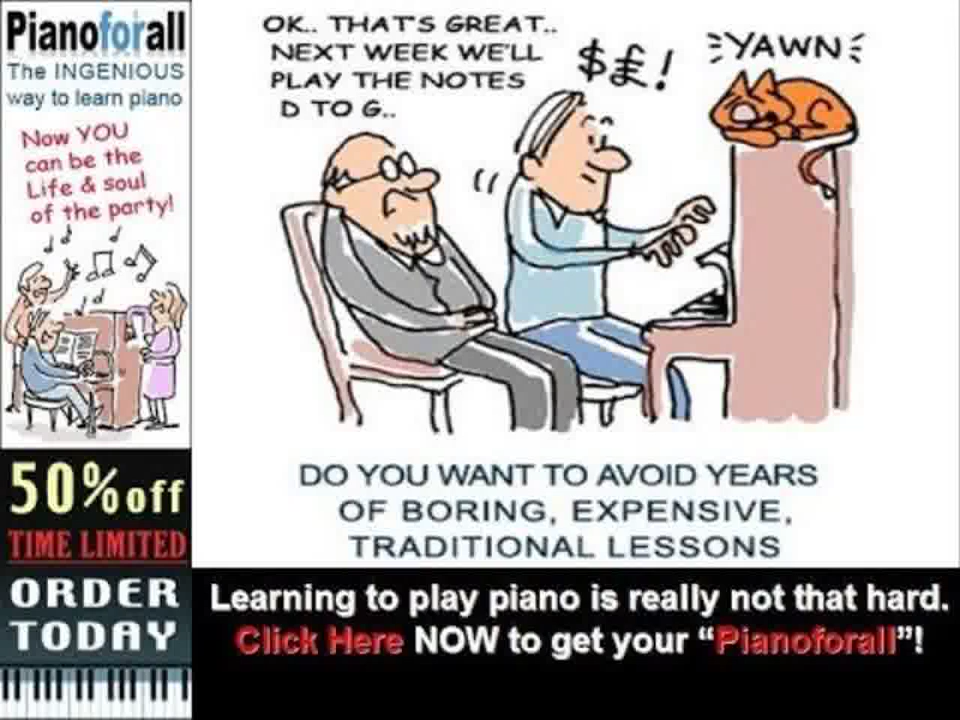 Pianoforall
The INGENIOUS
way to learn piano
Now YOU
can be the
Life & soul
of the party!
50% off
TIME LIMITED
ORDER
TODAY
OK.. THAT'S GREAT..
NEXT WEEK WE'LL
PLAY THE NOTES
D TO G..
$£!
YAWN
DO YOU WANT TO AVOID YEARS
OF BORING, EXPENSIVE,
TRADITIONAL LESSONS
Learning to play piano is really not that hard.
Click Here NOW to get your “Pianoforall”!